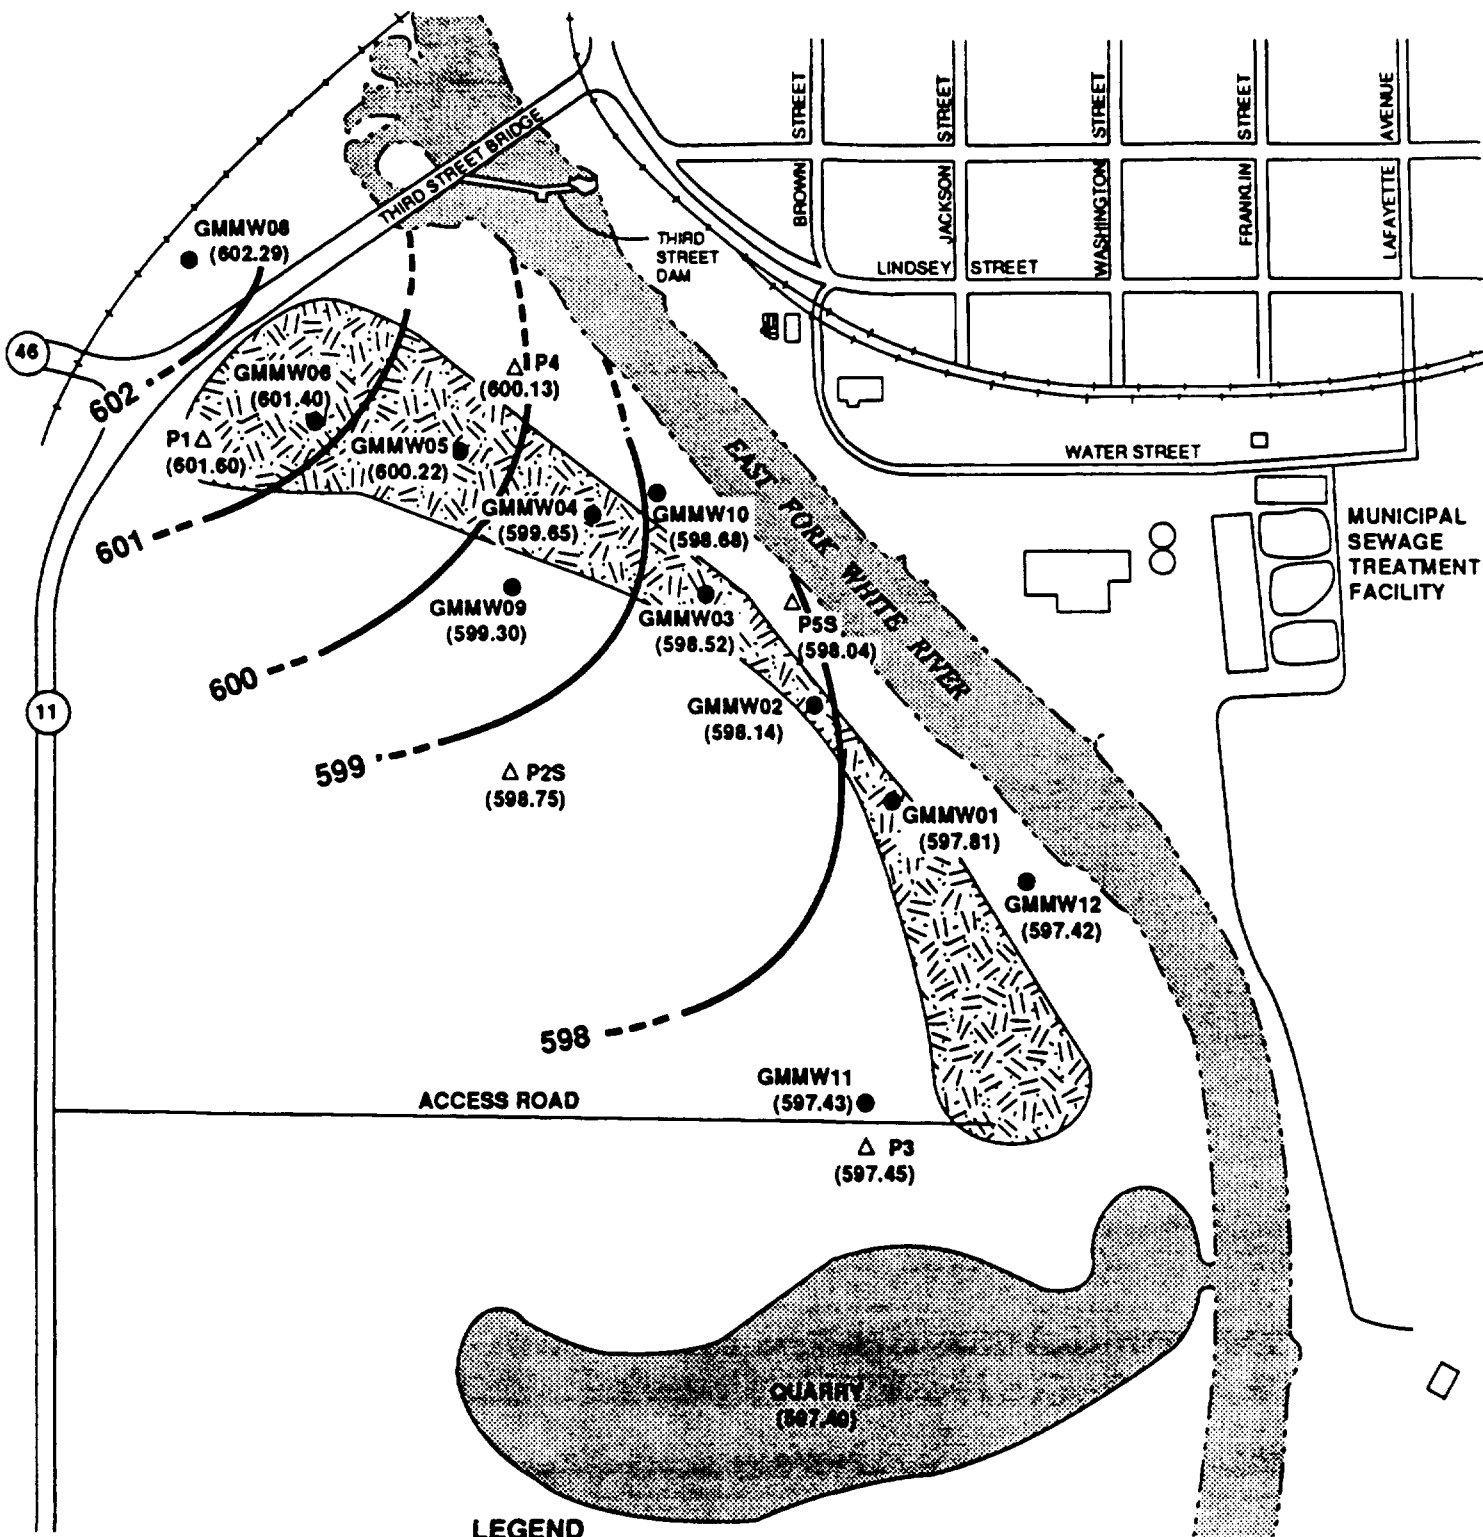 BROWN STREET
JACKSON STREET
WASHINGTON STREET
FRANKLIN STREET
LAFAYETTE AVENUE
THIRD STREET BRIDGE
GMMW08
(602.29)
THIRD
STREET
DAM
LINDSEY STREET
46
602
GMMW06
(601.40)
P4
(600.13)
P1
(601.60)
GMMW05
(600.22)
WATER STREET
EAST FORK WHITE RIVER
GMMW04
(599.65)
GMMW10
(598.68)
MUNICIPAL
SEWAGE
TREATMENT
FACILITY
601
GMMW09
(599.30)
GMMW03
(598.52)
P5S
(598.04)
600
11
GMMW02
(598.14)
599
P2S
(598.75)
GMMW01
(597.81)
GMMW12
(597.42)
598
GMMW11
(597.43)
ACCESS ROAD
P3
(597.45)
QUARRY
(597.40)
LEGEND